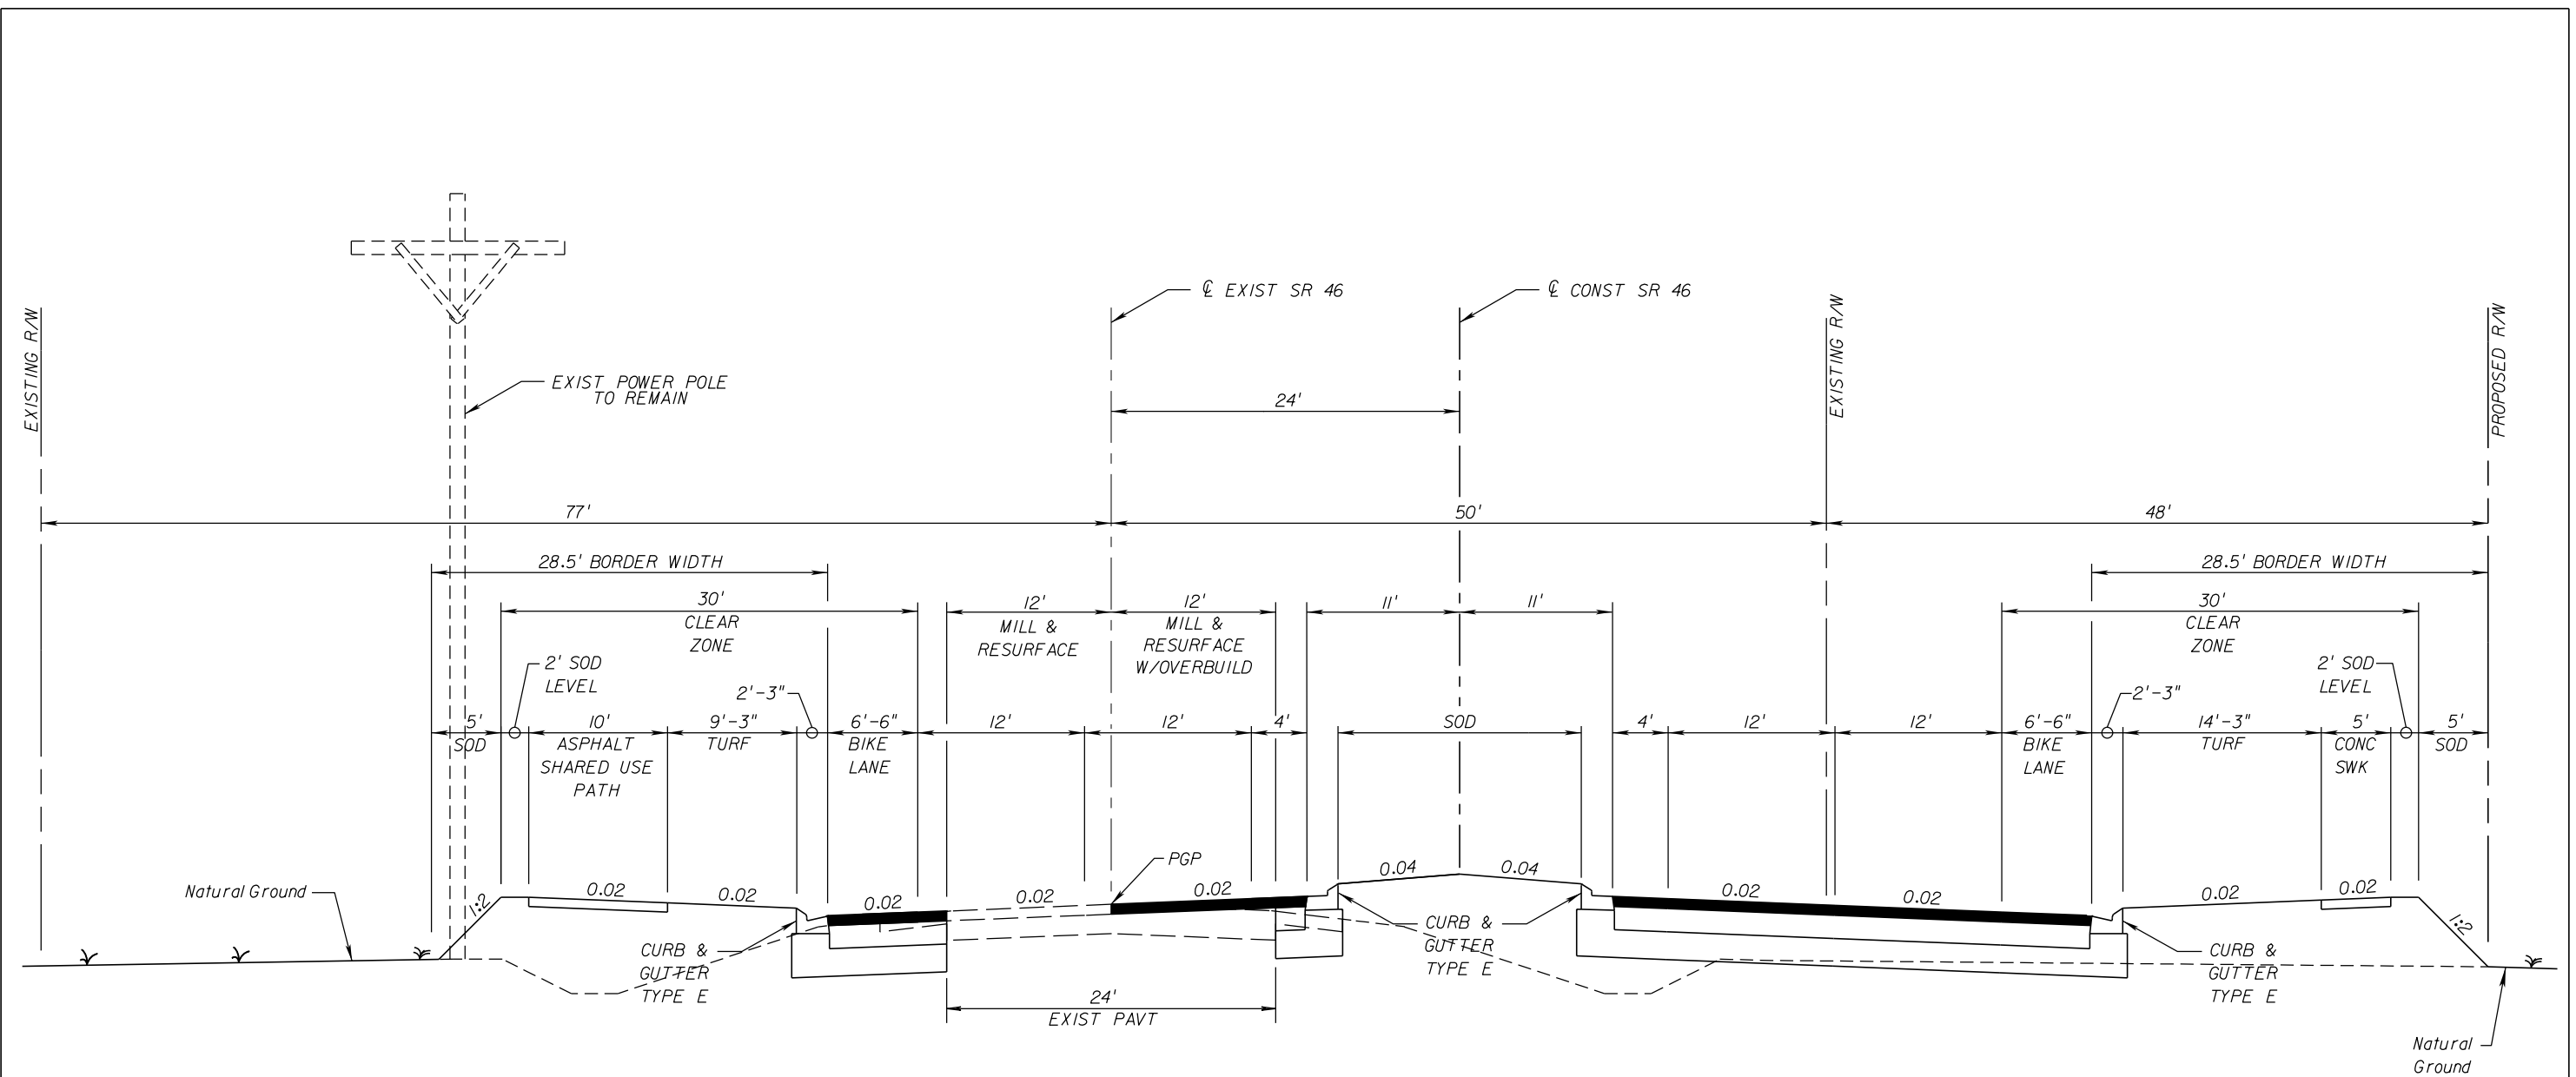 ℄ EXIST SR 46
℄ CONST SR 46
EXISTING R/W
EXISTING R/W
PROPOSED R/W
EXIST POWER POLE
TO REMAIN
24'
77'
50'
48'
28.5' BORDER WIDTH
28.5' BORDER WIDTH
30'
CLEAR
ZONE
12'
MILL &
RESURFACE
12'
MILL &
RESURFACE
W/OVERBUILD
11'
11'
30'
CLEAR
ZONE
2' SOD
LEVEL
2'-3"
2'-3"
2' SOD
LEVEL
5'
SOD
10'
ASPHALT
SHARED USE
PATH
9'-3"
TURF
6'-6"
BIKE
LANE
12'
12'
4'
SOD
4'
12'
12'
6'-6"
BIKE
LANE
14'-3"
TURF
5'
CONC
SWK
5'
SOD
PGP
Natural Ground
1:2
0.02
0.02
0.02
0.02
0.02
0.04
0.04
0.02
0.02
0.02
0.02
1:2
CURB &
GUTTER
TYPE E
CURB &
GUTTER
TYPE E
CURB &
GUTTER
TYPE E
24'
EXIST PAVT
Natural
Ground